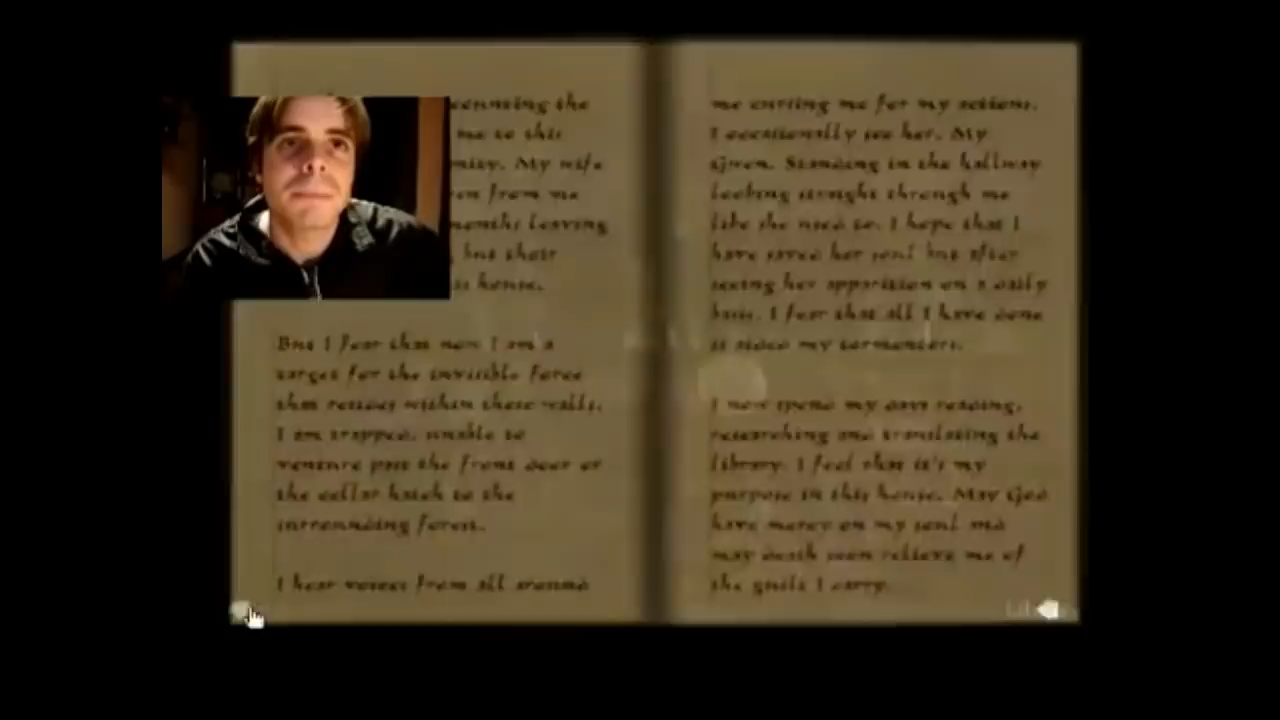 the
me to this
My wife
from me
months leaving
but their
house.
But I fear that now I am a
target for the invisible force
that resides within these walls.
I am trapped, unable to
venture past the front door or
the cellar hatch to the
surrounding forest.
I hear voices from all around
me cursing me for my actions.
I occasionally see her. My
Gwen. Standing in the hallway
looking straight through me
like she used to. I hope that I
have saved her soul but after
seeing her apparition on a daily
basis. I fear that all I have done
is my
I now spend my days reading,
researching and translating the
library. I feel that it's my
purpose in this house. May God
have mercy on my soul and
may death soon relieve me of
the guilt I carry.